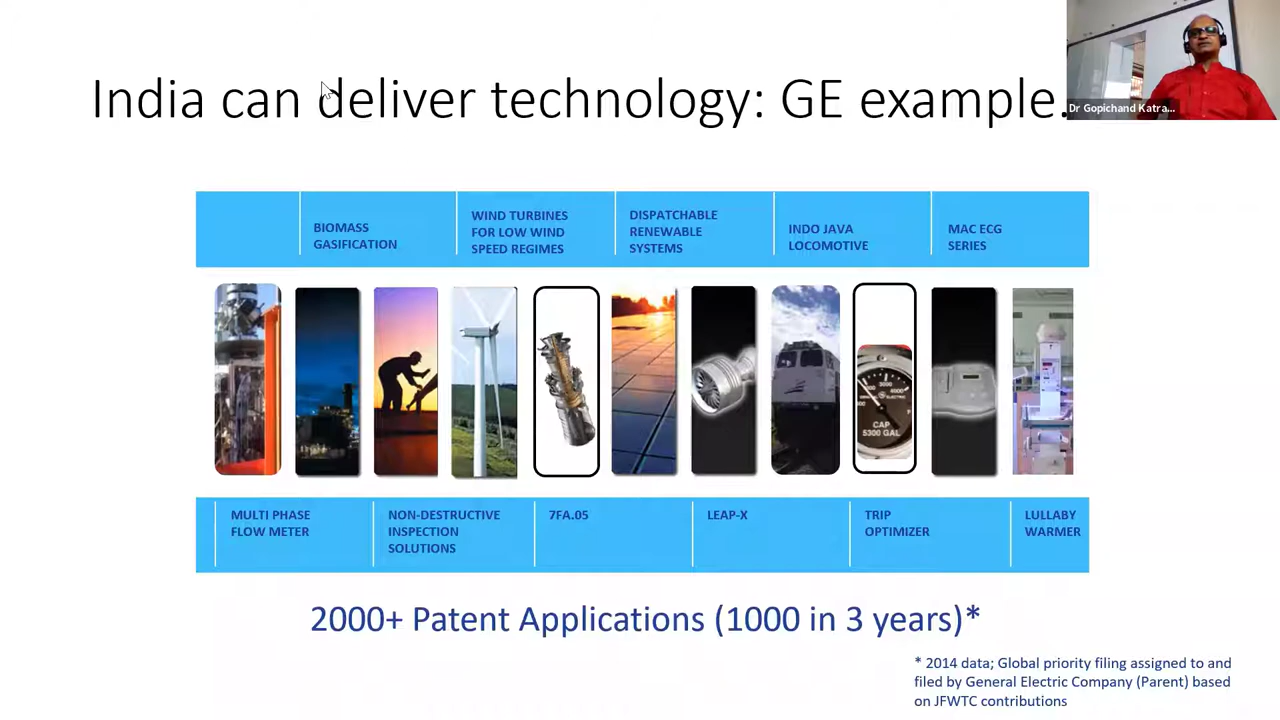 India can deliver technology: GE example.
Dr Gopichand Katra...
BIOMASS
GASIFICATION
WIND TURBINES
FOR LOW WIND
SPEED REGIMES
DISPATCHABLE
RENEWABLE
SYSTEMS
INDO JAVA
LOCOMOTIVE
MAC ECG
SERIES
3000
4000
CAP
5300 GAL
MULTI PHASE
FLOW METER
NON-DESTRUCTIVE
INSPECTION
SOLUTIONS
7FA.05
LEAP-X
TRIP
OPTIMIZER
LULLABY
WARMER
2000+ Patent Applications (1000 in 3 years)*
* 2014 data; Global priority filing assigned to and
filed by General Electric Company (Parent) based
on JFWTC contributions